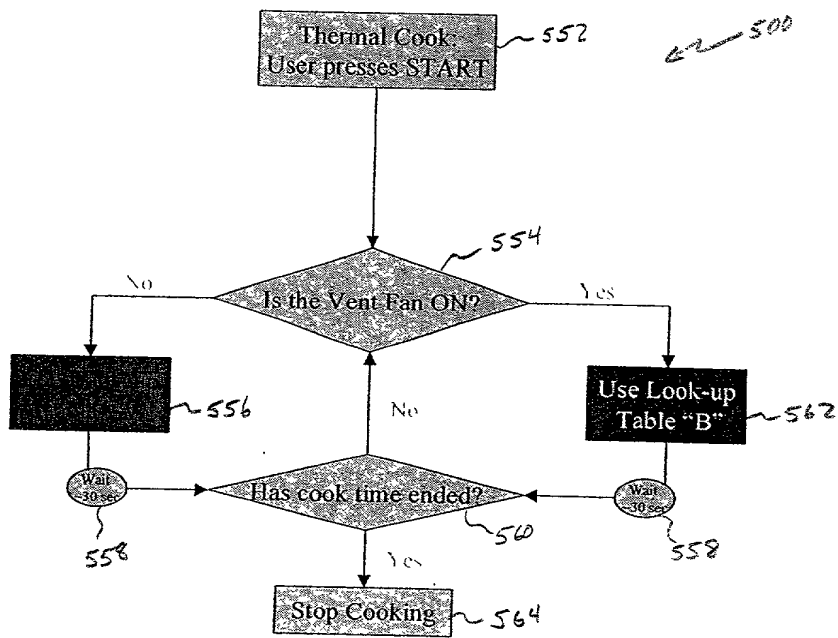 Thermal Cook:
User presses START
552
500
554
No
Is the Vent Fan ON?
Yes
556
Use Look-up
Table "B"
562
No
Wait
~30 sec
558
Has cook time ended?
560
Wait
~30 sec
558
Yes
Stop Cooking
564